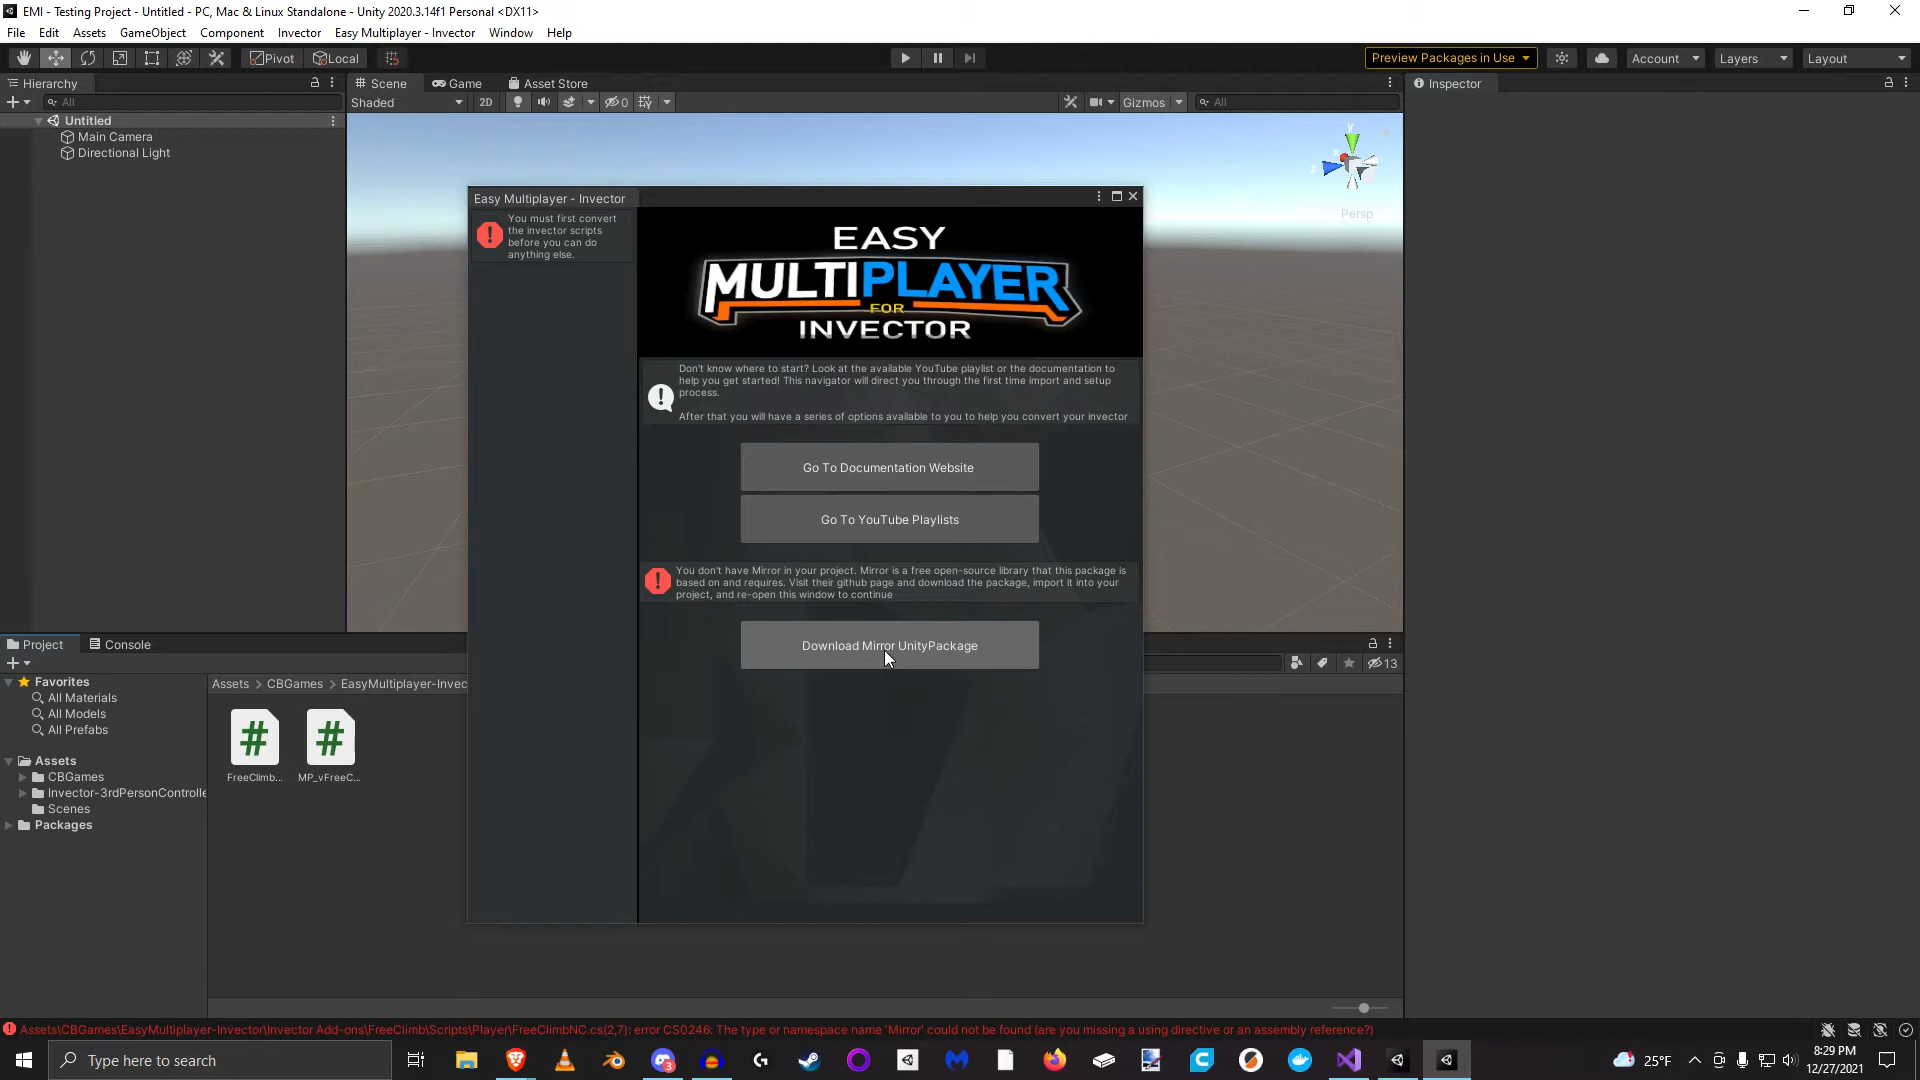 EMI - Testing Project - Untitled - PC, Mac & Linux Standalone - Unity 2020.3.14f1 Personal <DX11>
File Edit Assets GameObject Component Invector Easy Multiplayer - Invector Window Help
Pivot Local Preview Packages in Use Account Layers Layout
Hierarchy Scene Game Asset Store Inspector
All Shaded 2D 0 Gizmos All
Untitled
Main Camera
Directional Light
y
x
z
Persp
Easy Multiplayer - Invector
You must first convert
the invector scripts
before you can do
anything else.
EASY
MULTIPLAYER
FOR
INVECTOR
Don't know where to start? Look at the available YouTube playlist or the documentation to
help you get started! This navigator will direct you through the first time import and setup
process.
After that you will have a series of options available to you to help you convert your invector
Go To Documentation Website
Go To YouTube Playlists
You don't have Mirror in your project. Mirror is a free open-source library that this package is
based on and requires. Visit their github page and download the package, import it into your
project, and re-open this window to continue
Download Mirror UnityPackage
Project Console
13
Favorites
All Materials
All Models
All Prefabs
Assets
CBGames
Invector-3rdPersonControlle
Scenes
Packages
Assets > CBGames > EasyMultiplayer-Invec
FreeClimb... MP_vFreeC...
Assets\CBGames\EasyMultiplayer-Invector\Invector Add-ons\FreeClimb\Scripts\Player\FreeClimbNC.cs(2,7): error CS0246: The type or namespace name 'Mirror' could not be found (are you missing a using directive or an assembly reference?)
Type here to search
3
25°F
8:29 PM
12/27/2021